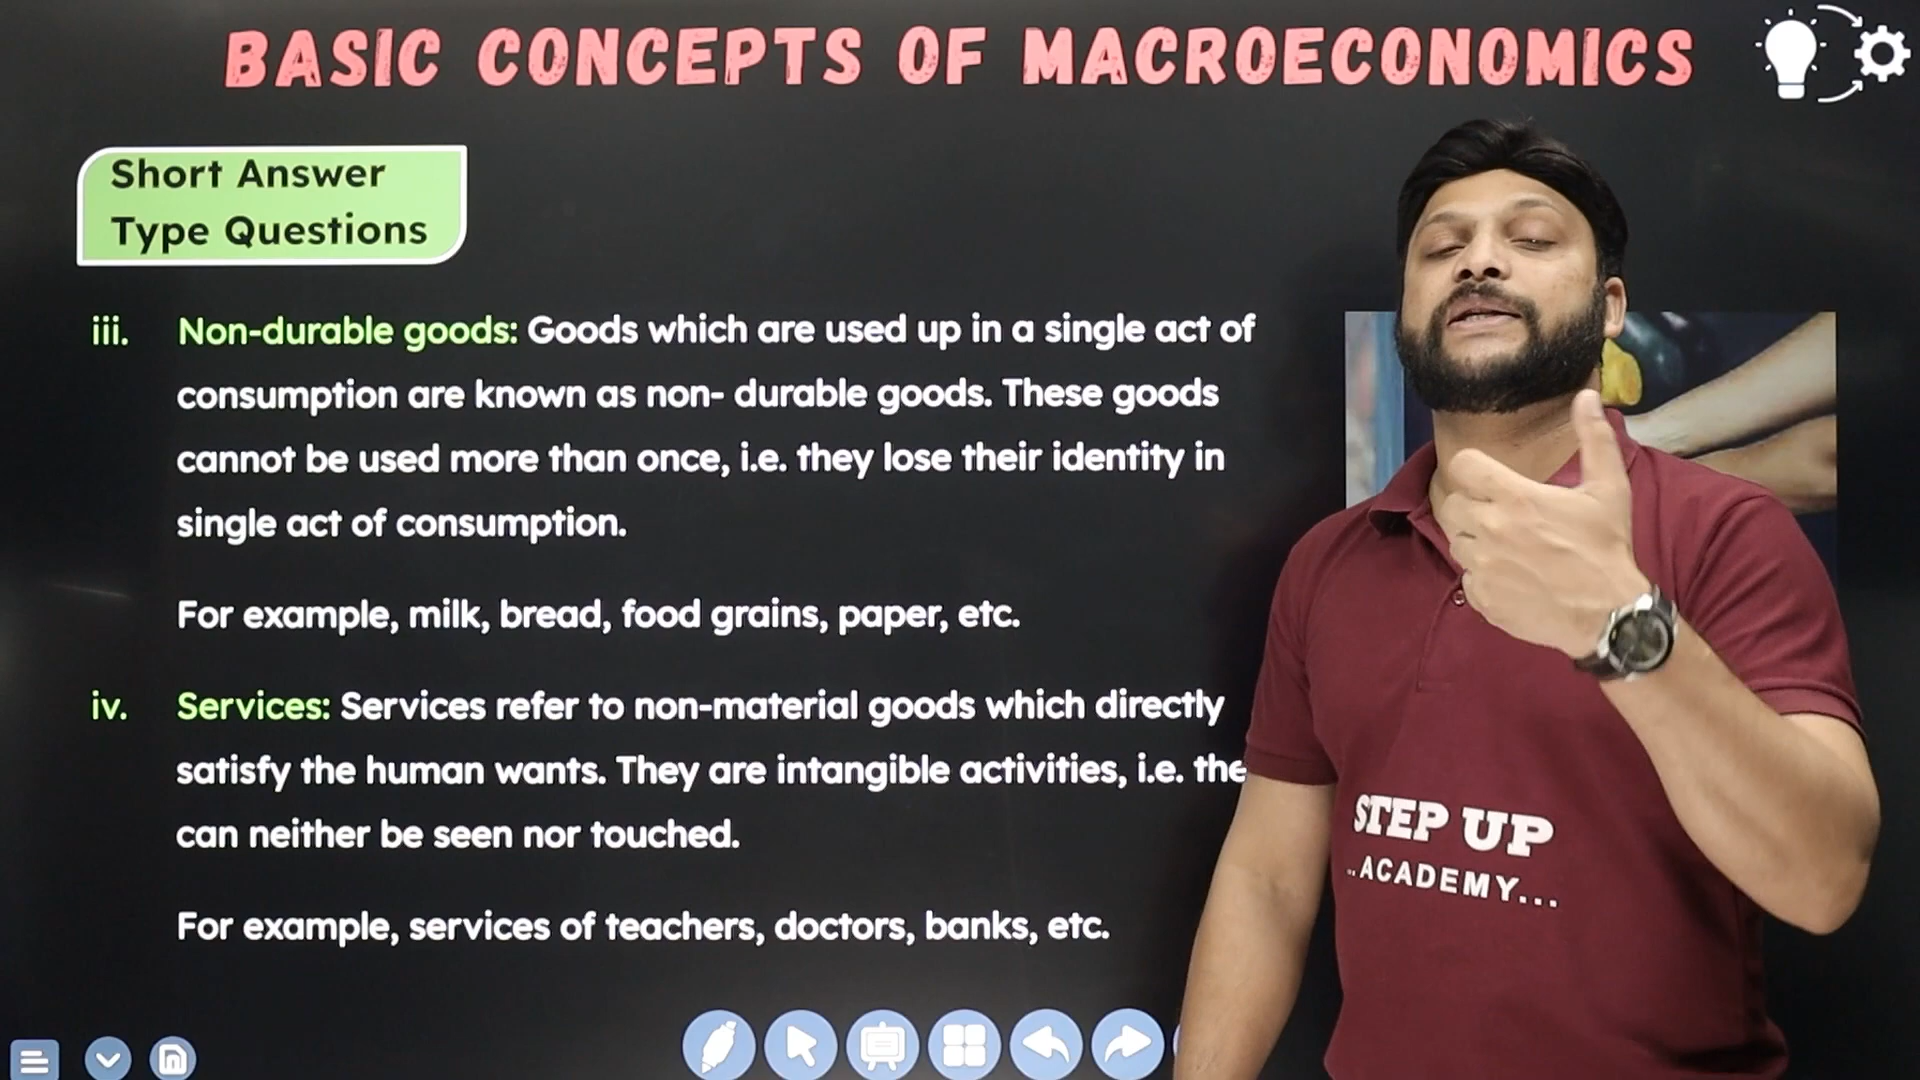 BASIC CONCEPTS OF MACROECONOMICS
Short Answer
Type Questions
iii. Non-durable goods: Goods which are used up in a single act of
consumption are known as non- durable goods. These goods
cannot be used more than once, i.e. they lose their identity in
single act of consumption.
For example, milk, bread, food grains, paper, etc.
iv. Services: Services refer to non-material goods which directly
satisfy the human wants. They are intangible activities, i.e. the
can neither be seen nor touched.
For example, services of teachers, doctors, banks, etc.
STEP UP
..ACADEMY...